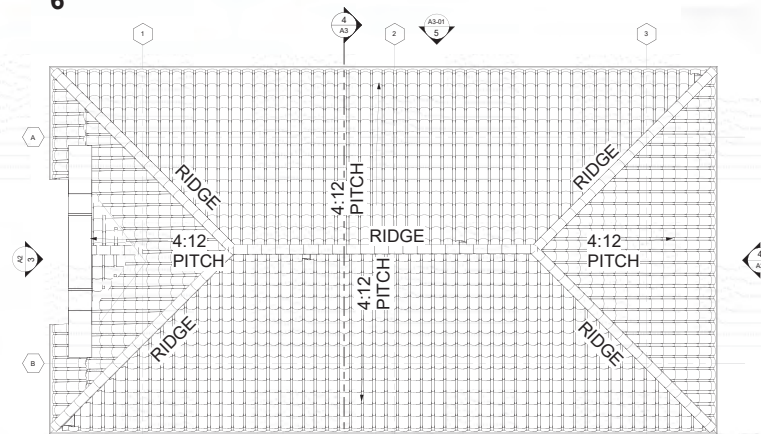 6
4
A3
A3-01
5
1
2
3
A
RIDGE
RIDGE
4:12
PITCH
RIDGE
4:12
PITCH
4:12
PITCH
A2
3
4
4:12
PITCH
RIDGE
RIDGE
B